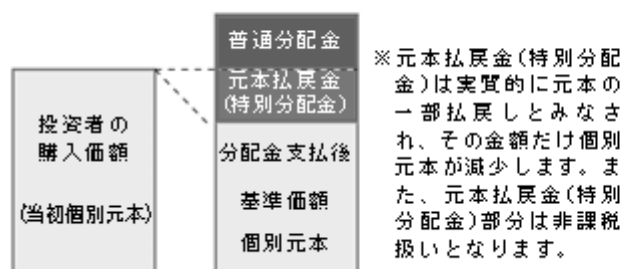 投資者の
購入価額
(当初個別元本)
普通分配金
元本払戻金
(特別分配金)
分配金支払後
基準価額
個別元本
※元本払戻金(特別分配
金)は実質的に元本の
一部払戻しとみなさ
れ、その金額だけ個別
元本が減少します。ま
た、元本払戻金(特別
分配金)部分は非課税
扱いとなります。